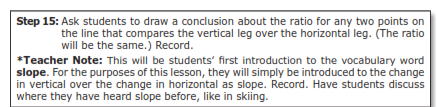 Step 15: Ask students to draw a conclusion about the ratio for any two points on
the line that compares the vertical leg over the horizontal leg. (The ratio
will be the same.) Record.
*Teacher Note: This will be students' first introduction to the vocabulary word
slope. For the purposes of this lesson, they will simply be introduced to the change
in vertical over the change in horizontal as slope. Record. Have students discuss
where they have heard slope before, like in skiing.